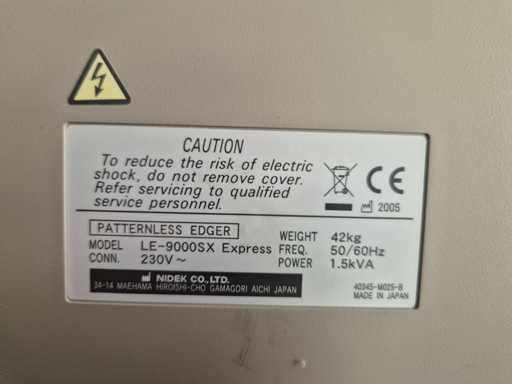 CAUTION
To reduce the risk of electric
shock, do not remove cover.
Refer servicing to qualified
service personnel.
CE
2005
PATTERNLESS EDGER
MODEL LE-9000SX Express
CONN. 230V~
WEIGHT 42kg
FREQ. 50/60Hz
POWER 1.5kVA
NIDEK CO.,LTD.
34-14 MAEHAMA HIROISHI-CHO GAMAGORI AICHI JAPAN
40345-M025-B
MADE IN JAPAN